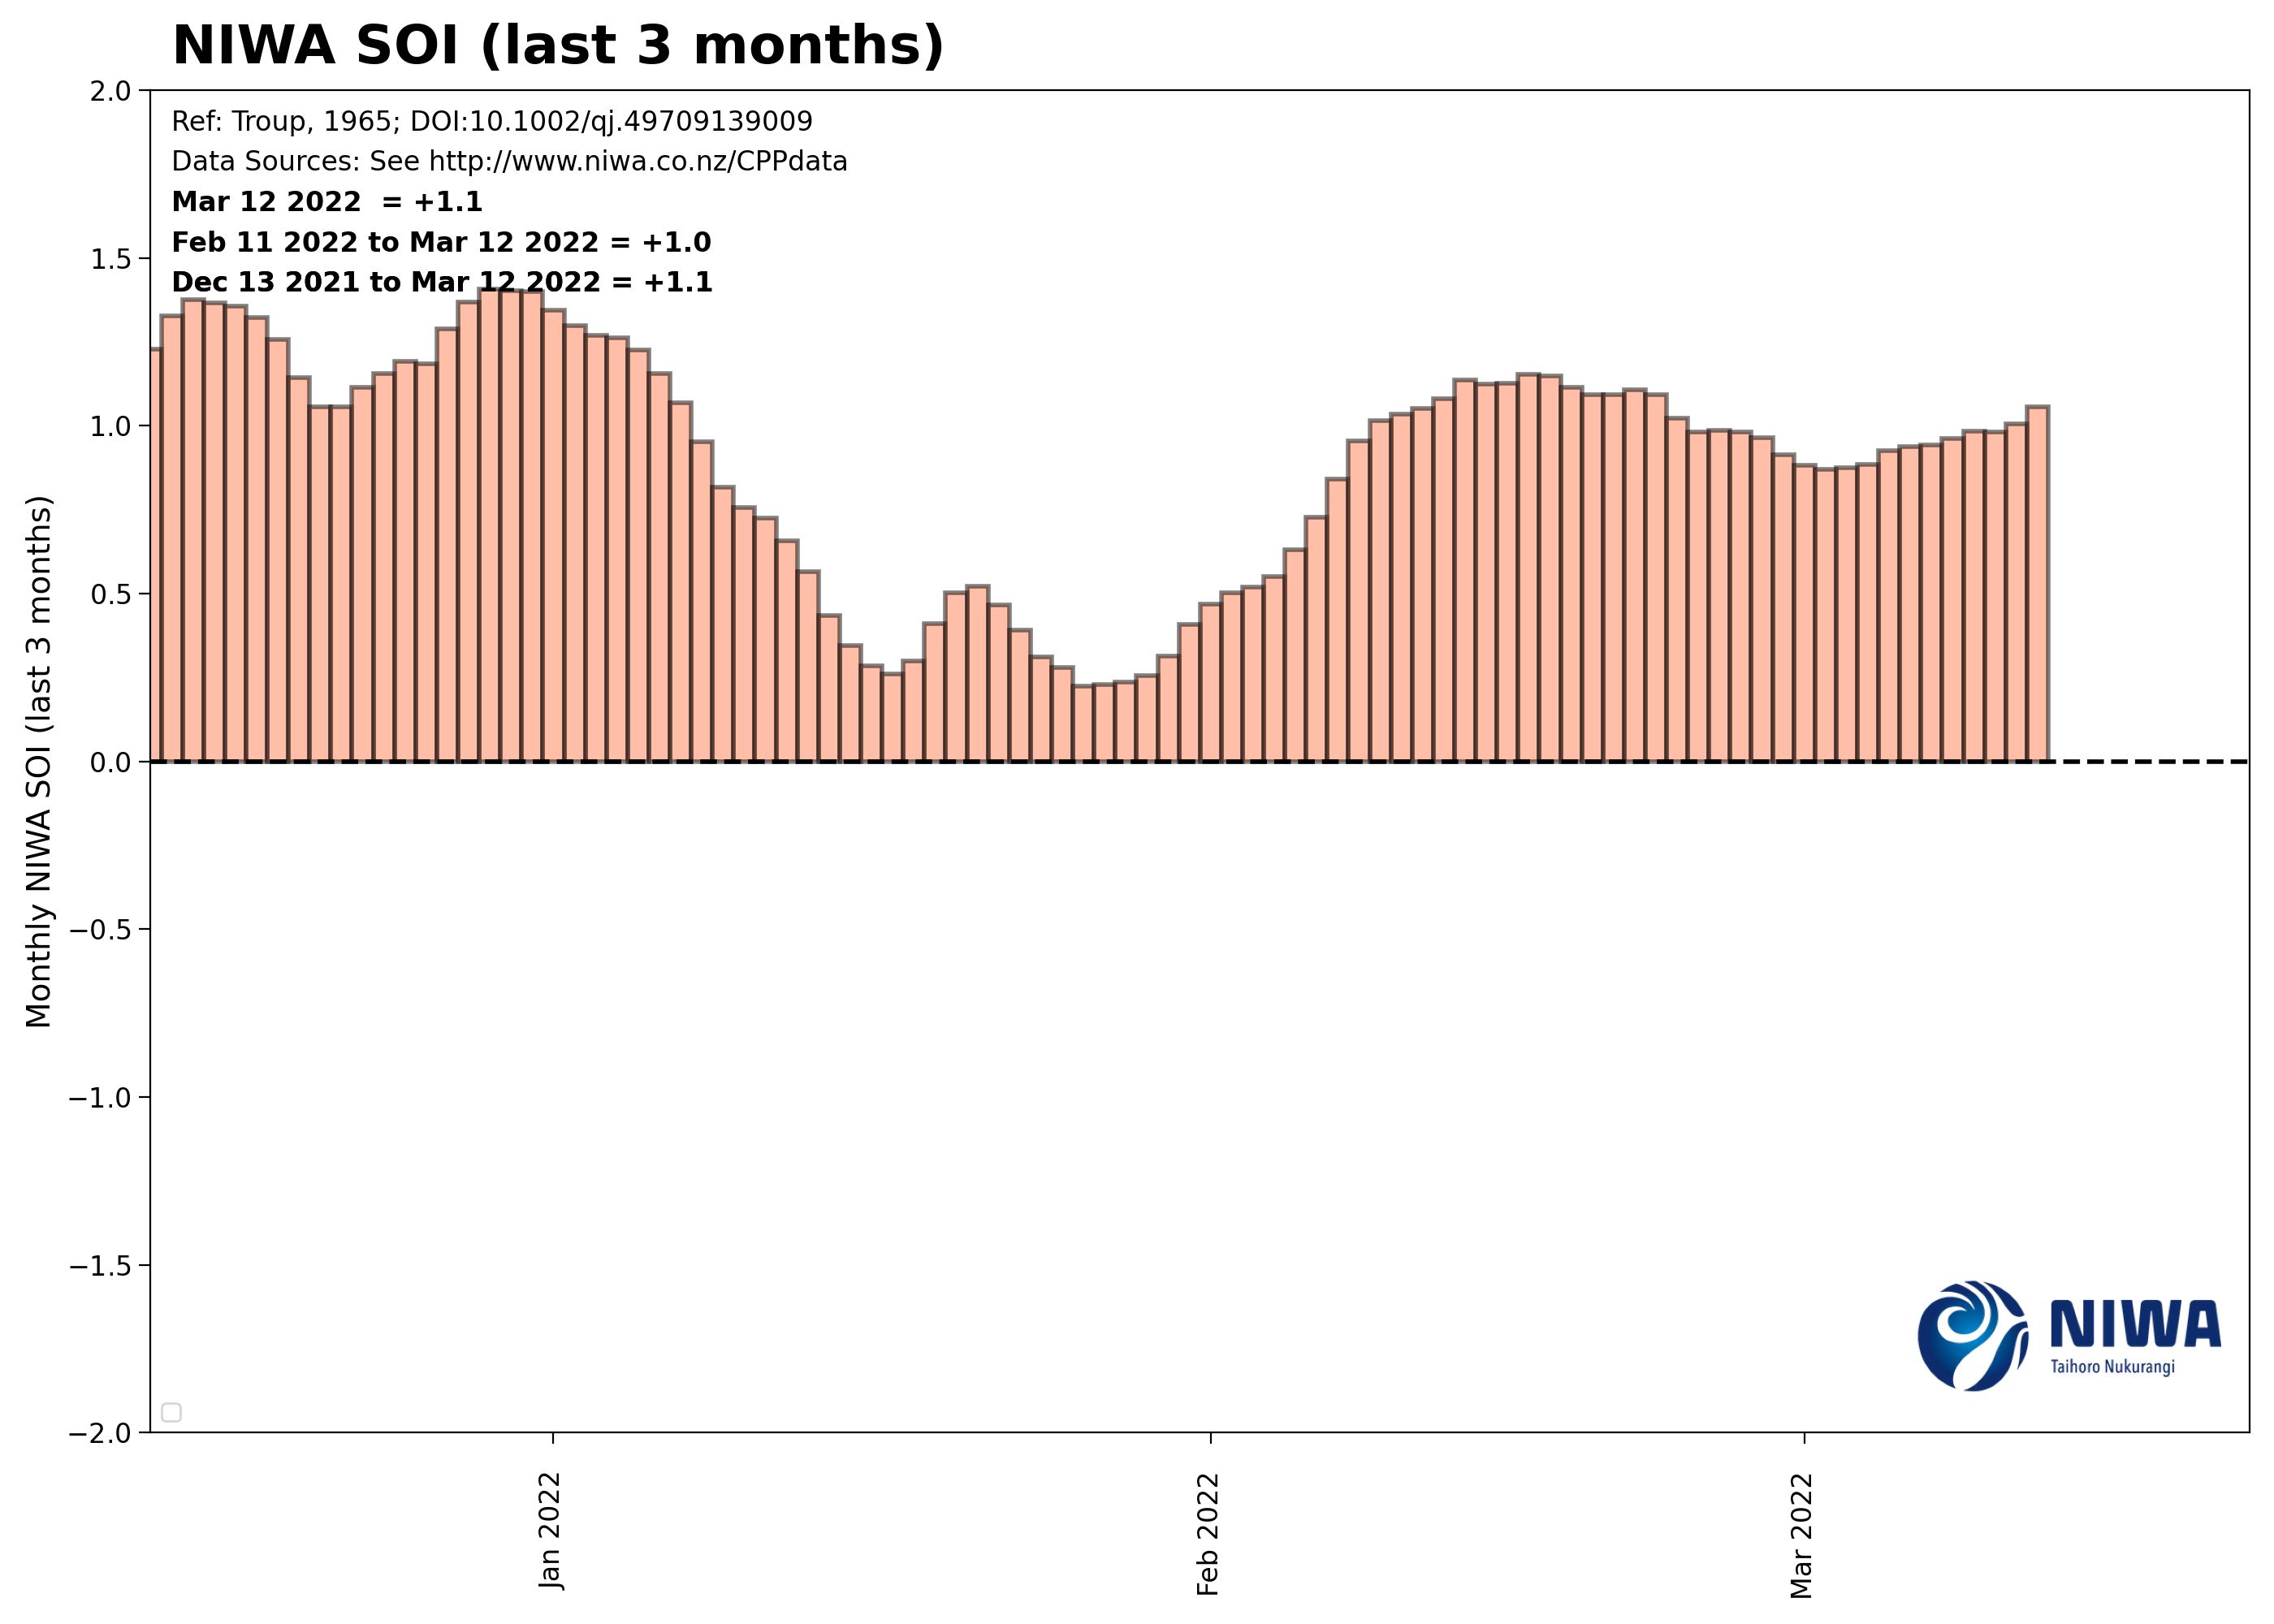 NIWA SOI (last 3 months)
Ref: Troup, 1965; DOI:10.1002/qj.49709139009
Data Sources: See http://www.niwa.co.nz/CPPdata
Mar 12 2022  = +1.1
Feb 11 2022 to Mar 12 2022 = +1.0
Dec 13 2021 to Mar 12 2022 = +1.1
Monthly NIWA SOI (last 3 months)
2.0
1.5
1.0
0.5
0.0
−0.5
−1.0
−1.5
−2.0
Jan 2022
Feb 2022
Mar 2022
NIWA
Taihoro Nukurangi